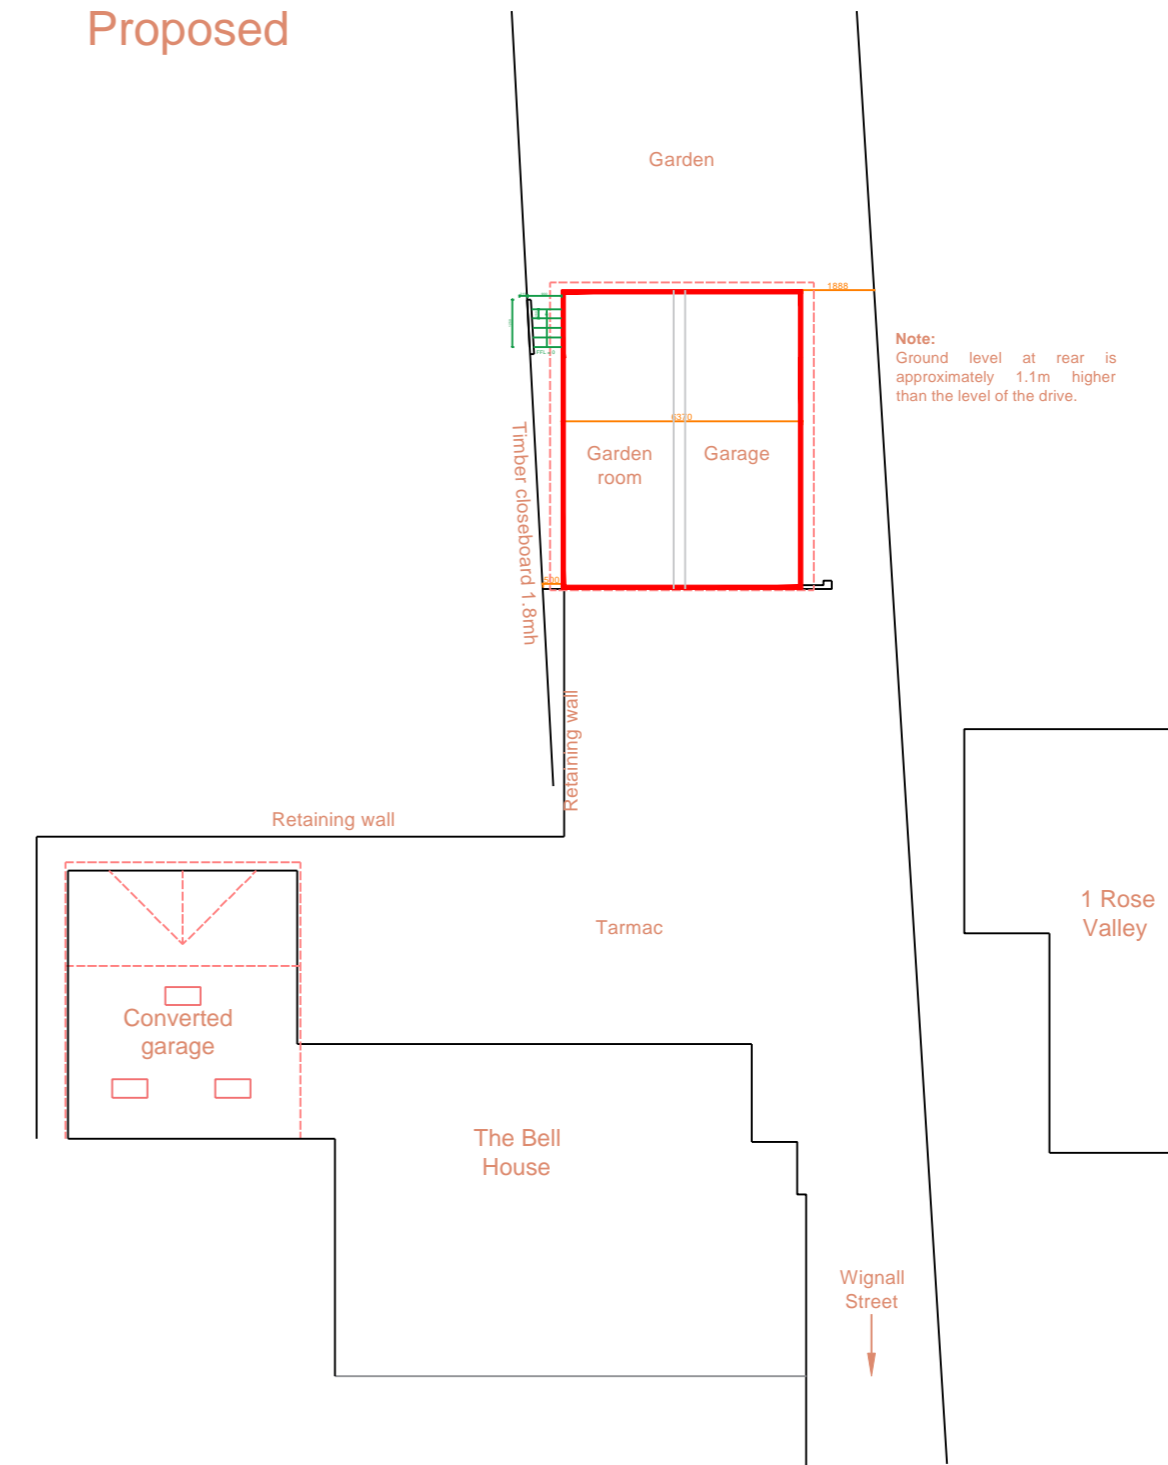 Proposed
Garden
1888
Note:
Ground level at rear is
approximately 1.1m higher
than the level of the drive.
6370
Garden
room
Garage
Timber closeboard 1.8mh
500
Retaining wall
Retaining wall
Tarmac
1 Rose
Valley
Converted
garage
The Bell
House
Wignall
Street